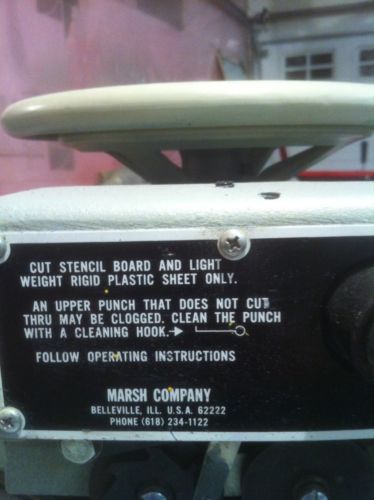 CUT STENCIL BOARD AND LIGHT
WEIGHT RIGID PLASTIC SHEET ONLY.
AN UPPER PUNCH THAT DOES NOT CUT
THRU MAY BE CLOGGED. CLEAN THE PUNCH
WITH A CLEANING HOOK.
FOLLOW OPERATING INSTRUCTIONS
MARSH COMPANY
BELLEVILLE, ILL. U.S.A. 62222
PHONE (618) 234-1122